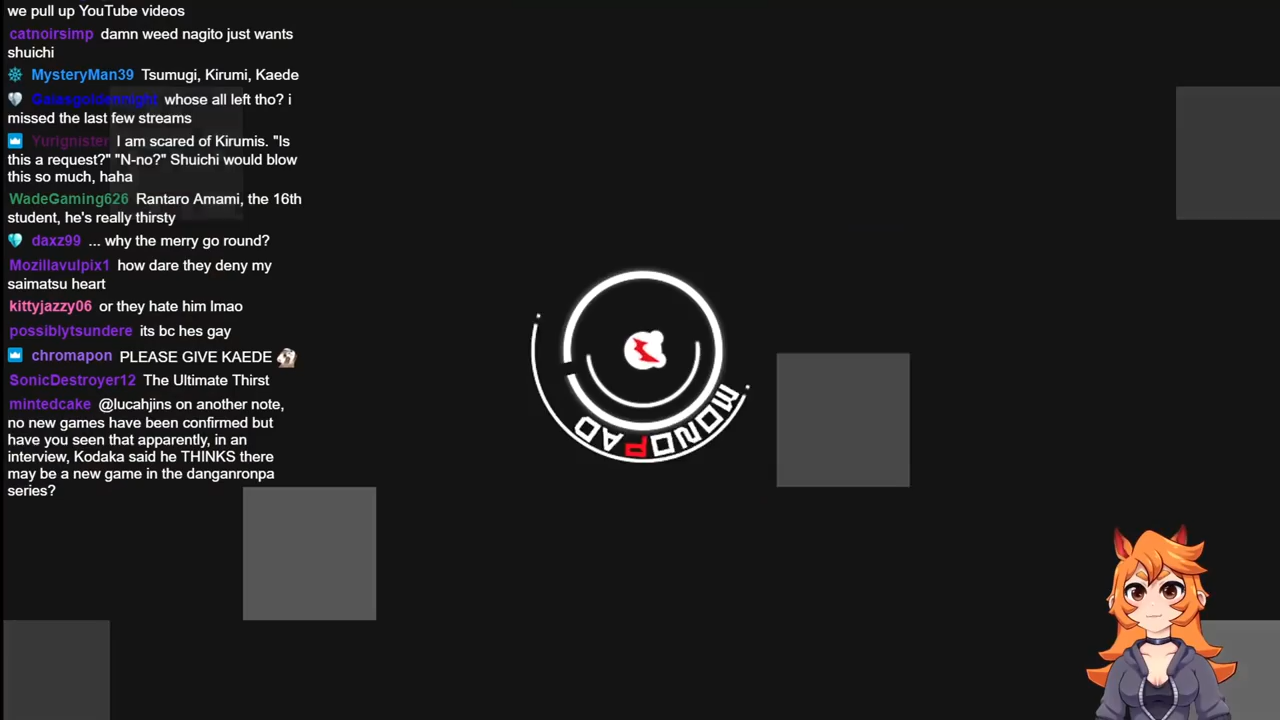 we pull up YouTube videos
catnoirsimp damn weed nagito just wants
shuichi
MysteryMan39 Tsumugi, Kirumi, Kaede
Gaiasgoldennight whose all left tho? i
missed the last few streams
Yurignister I am scared of Kirumis. "Is
this a request?" "N-no?" Shuichi would blow
this so much, haha
WadeGaming626 Rantaro Amami, the 16th
student, he's really thirsty
daxz99 ... why the merry go round?
Mozillavulpix1 how dare they deny my
saimatsu heart
kittyjazzy06 or they hate him lmao
possiblytsundere its bc hes gay
chromapon PLEASE GIVE KAEDE
SonicDestroyer12 The Ultimate Thirst
mintedcake @lucahjins on another note,
no new games have been confirmed but
have you seen that apparently, in an
interview, Kodaka said he THINKS there
may be a new game in the danganronpa
series?
MONOPAD